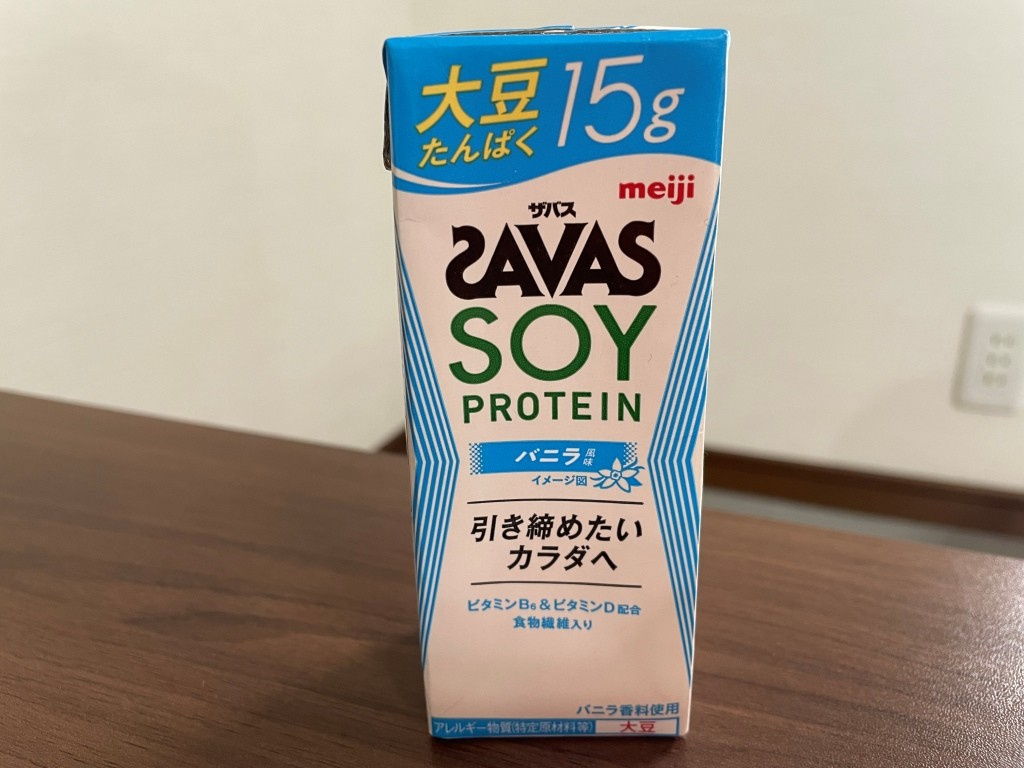 大豆
たんぱく
15g
meiji
ザバス
SAVAS
SOY
PROTEIN
バニラ風味
イメージ図
引き締めたい
カラダへ
ビタミンB₆&ビタミンD配合
食物繊維入り
バニラ香料使用
アレルギー物質(特定原材料等) 大豆